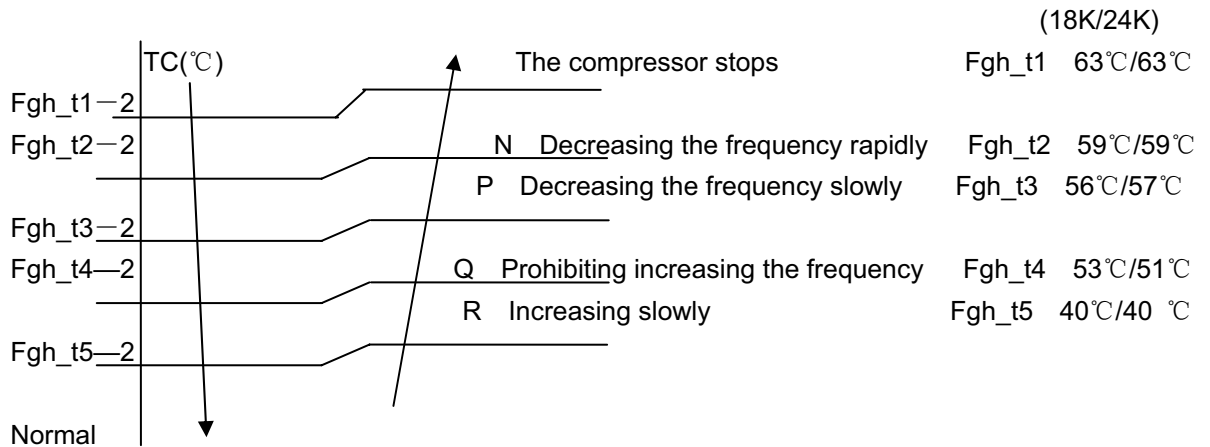 (18K/24K)
TC(℃) The compressor stops Fgh_t1 63℃/63℃
Fgh_t1－2
Fgh_t2－2 N Decreasing the frequency rapidly Fgh_t2 59℃/59℃
P Decreasing the frequency slowly Fgh_t3 56℃/57℃
Fgh_t3－2
Fgh_t4—2 Q Prohibiting increasing the frequency Fgh_t4 53℃/51℃
R Increasing slowly Fgh_t5 40℃/40 ℃
Fgh_t5—2
Normal